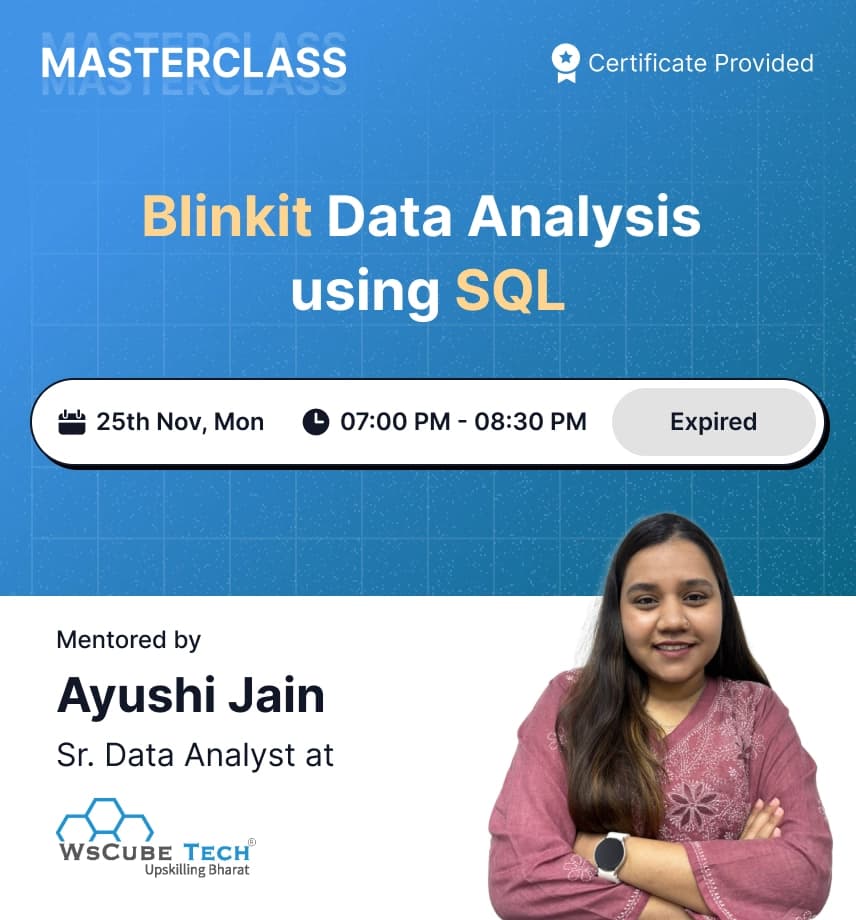 MASTERCLASS
Certificate Provided
Blinkit Data Analysis
using SQL
25th Nov, Mon
07:00 PM - 08:30 PM
Expired
Mentored by
Ayushi Jain
Sr. Data Analyst at
WSCUBE TECH®
Upskilling Bharat